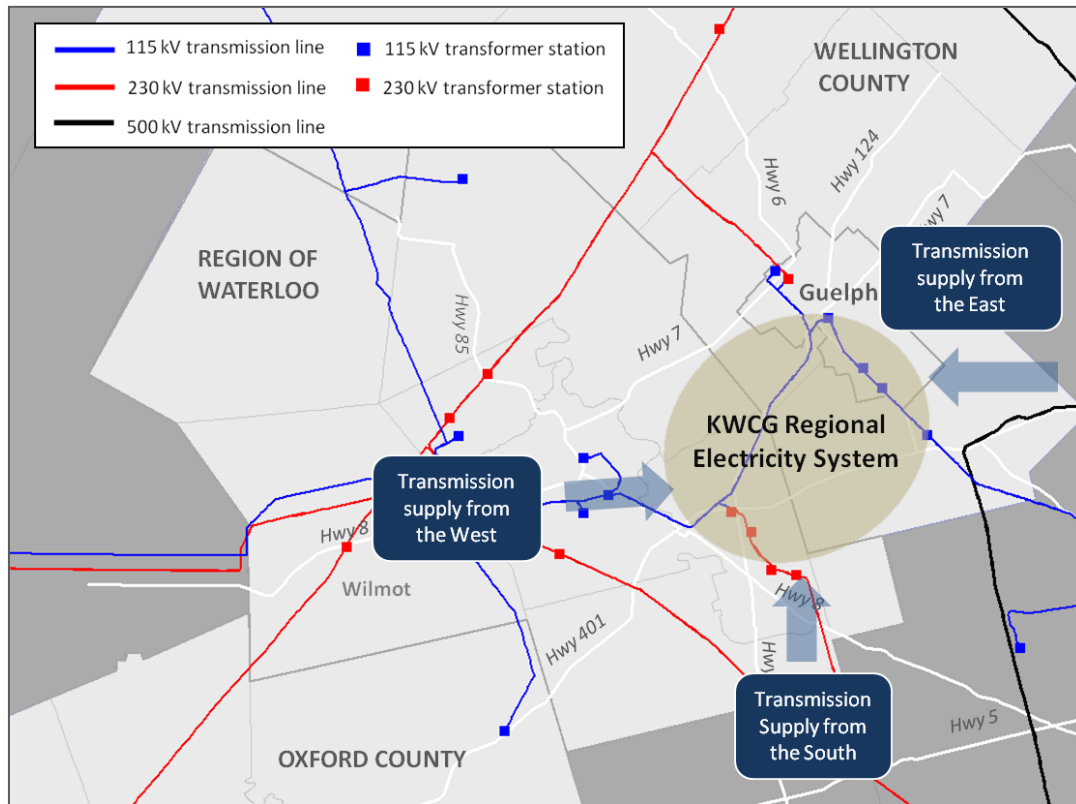 115 kV transmission line
115 kV transformer station
230 kV transmission line
230 kV transformer station
500 kV transmission line
WELLINGTON
COUNTY
Hwy 124
Hwy 6
Hwy 7
REGION OF
WATERLOO
Transmission
supply from
the East
Guelph
Hwy 85
Hwy 7
KWCG Regional
Electricity System
Transmission
supply from
the West
Hwy 8
Wilmot
Hwy 8
Hwy 401
Hwy
Transmission
Supply from
the South
Hwy 5
OXFORD COUNTY